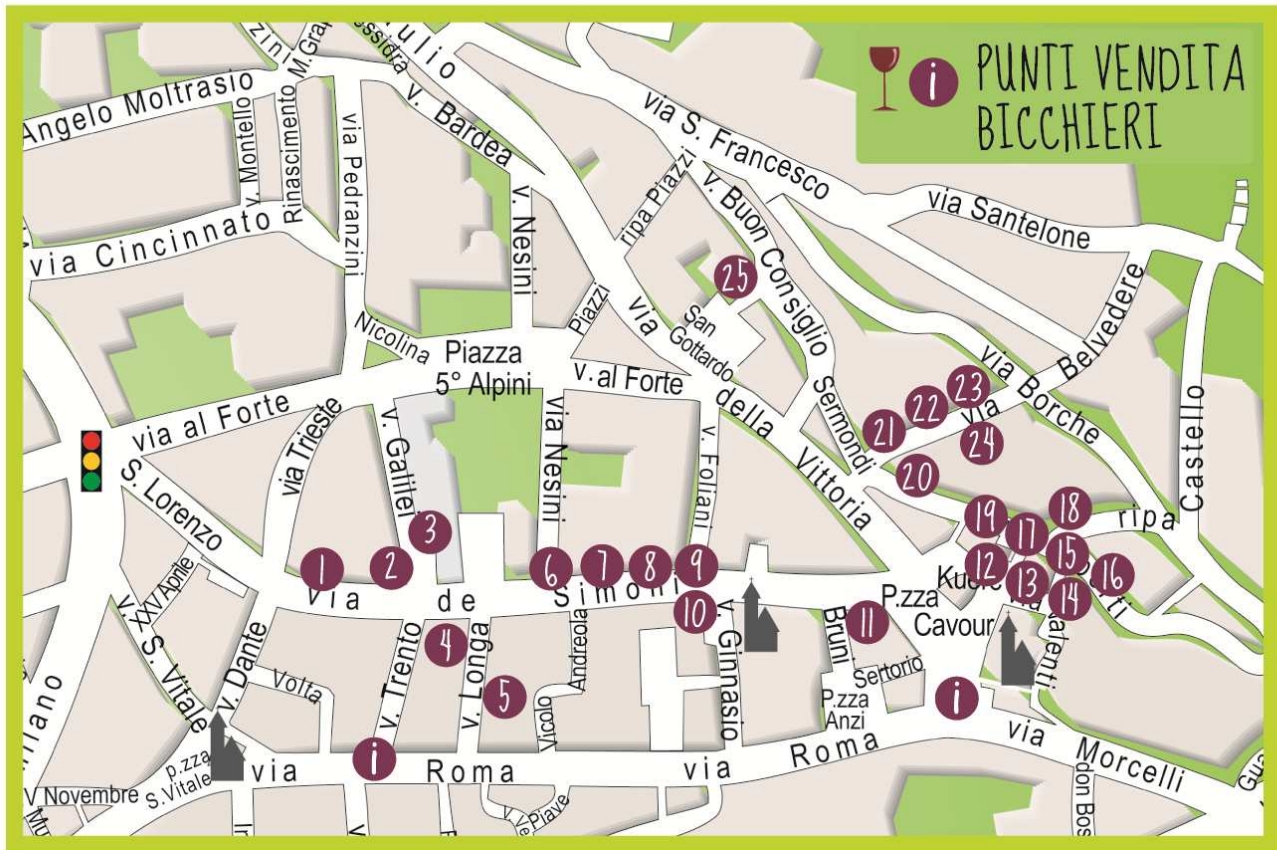 i PUNTI VENDITA
BICCHIERI
Angelo Moltrasio
v. Montello
Rinascimento
M. Grap
via Pedranzini
via Cincinnato
v. Bardea
v. Nesini
ripa Piazzi
Piazzi
via S. Francesco
v. Buon Consiglio
via Santelone
via Borche
via Belvedere
ripa Castello
25
San
Gottardo
Sermondi
Nicolina
Piazza
5° Alpini
via al Forte
v. al Forte
via della Vittoria
v. Galilei
via Trieste
via Nesini
v. Foliani
S. Lorenzo
23
22
21
24
20
19
17
18
12
13
15
16
14
1
2
3
6
7
8
9
Via de Simoni
4
5
10
11
XXV Aprile
v. S. Vitale
v. Dante
Volta
v. Trento
v. Longa
Vicolo Andreola
v. Ginnasio
Bruni
P.zza
Cavour
Sertorio
P.zza
Anzi
i
i
p.zza
S. Vitale
via Roma
via Roma
via Morcelli
V Novembre
Piave
don Bos